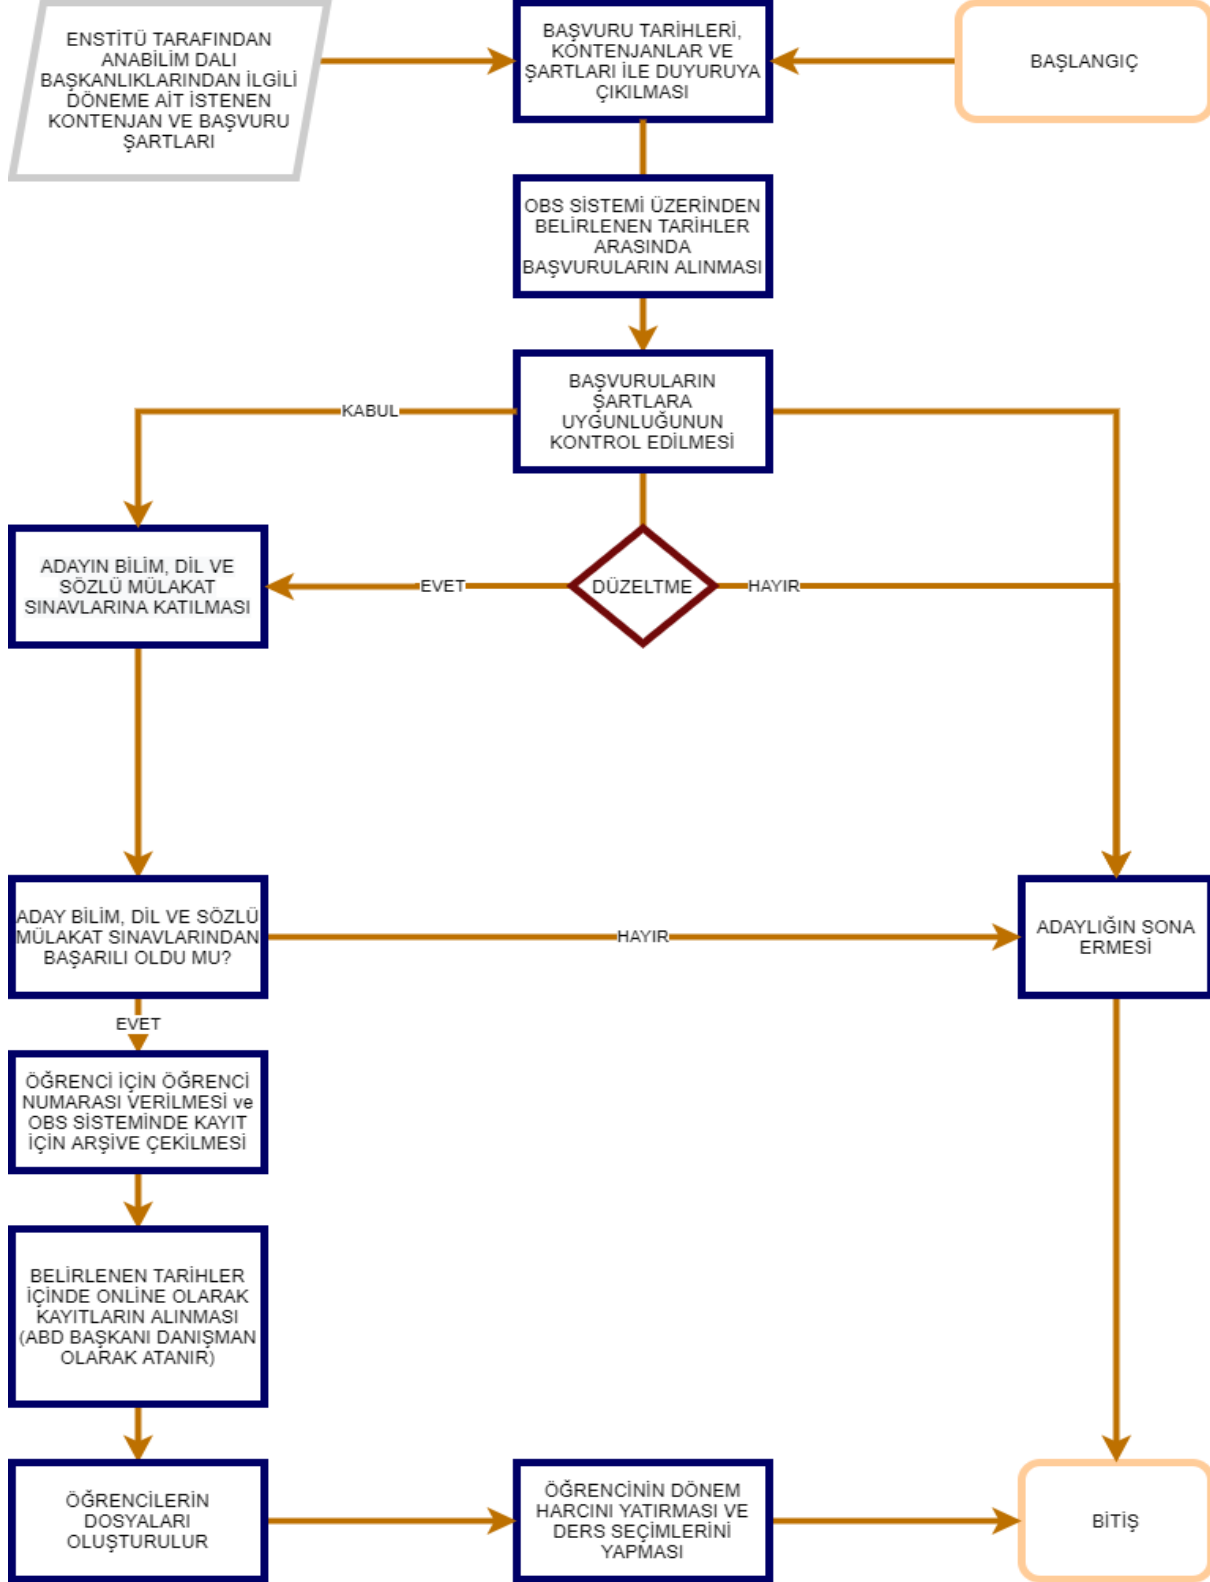 ENSTİTÜ TARAFINDAN
ANABİLİM DALI
BAŞKANLIKLARINDAN İLGİLİ
DÖNEME AİT İSTENEN
KONTENJAN VE BAŞVURU
ŞARTLARI
BAŞVURU TARİHLERİ,
KONTENJANLAR VE
ŞARTLARI İLE DUYURUYA
ÇIKILMASI
BAŞLANGIÇ
OBS SİSTEMİ ÜZERİNDEN
BELİRLENEN TARİHLER
ARASINDA
BAŞVURULARIN ALINMASI
BAŞVURULARIN
ŞARTLARA
UYGUNLUĞUNUN
KONTROL EDİLMESİ
KABUL
ADAYIN BİLİM, DİL VE
SÖZLÜ MÜLAKAT
SINAVLARINA KATILMASI
EVET
DÜZELTME
HAYIR
ADAY BİLİM, DİL VE SÖZLÜ
MÜLAKAT SINAVLARINDAN
BAŞARILI OLDU MU?
HAYIR
ADAYLIĞIN SONA
ERMESİ
EVET
ÖĞRENCİ İÇİN ÖĞRENCİ
NUMARASI VERİLMESİ ve
OBS SİSTEMİNDE KAYIT
İÇİN ARŞİVE ÇEKİLMESİ
BELİRLENEN TARİHLER
İÇİNDE ONLINE OLARAK
KAYITLARIN ALINMASI
(ABD BAŞKANI DANIŞMAN
OLARAK ATANIR)
ÖĞRENCİLERİN
DOSYALARI
OLUŞTURULUR
ÖĞRENCİNİN DÖNEM
HARCINI YATIRMASI VE
DERS SEÇİMLERİNİ
YAPMASI
BİTİŞ